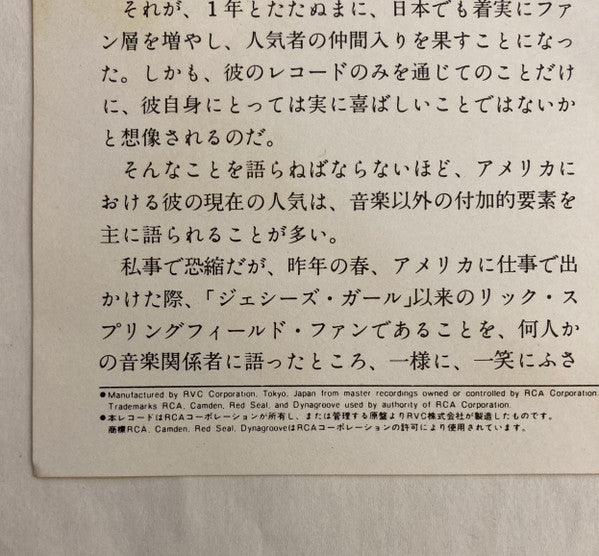 それが、１年とたたぬまに、日本でも着実にファ
ン層を増やし、人気者の仲間入りを果すことになっ
た。しかも、彼のレコードのみを通じてのことだけ
に、彼自身にとっては実に喜ばしいことではないか
と想像されるのだ。
そんなことを語らねばならないほど、アメリカに
おける彼の現在の人気は、音楽以外の付加的要素を
主に語られることが多い。
私事で恐縮だが、昨年の春、アメリカに仕事で出
かけた際、「ジェシーズ・ガール」以来のリック・ス
プリングフィールド・ファンであることを、何人か
の音楽関係者に語ったところ、一様に、一笑にふさ
●Manufactured by RVC Corporation, Tokyo, Japan from master recordings owned or controlled by RCA Corporation.
Trademarks RCA, Camden, Red Seal, and Dynagroove used by authority of RCA Corporation.
●本レコードはRCAコーポレーションが所有し、または管理する原盤よりRVC株式会社が製造したものです。
商標RCA, Camden, Red Seal, DynagrooveはRCAコーポレーションの許可により使用されています。